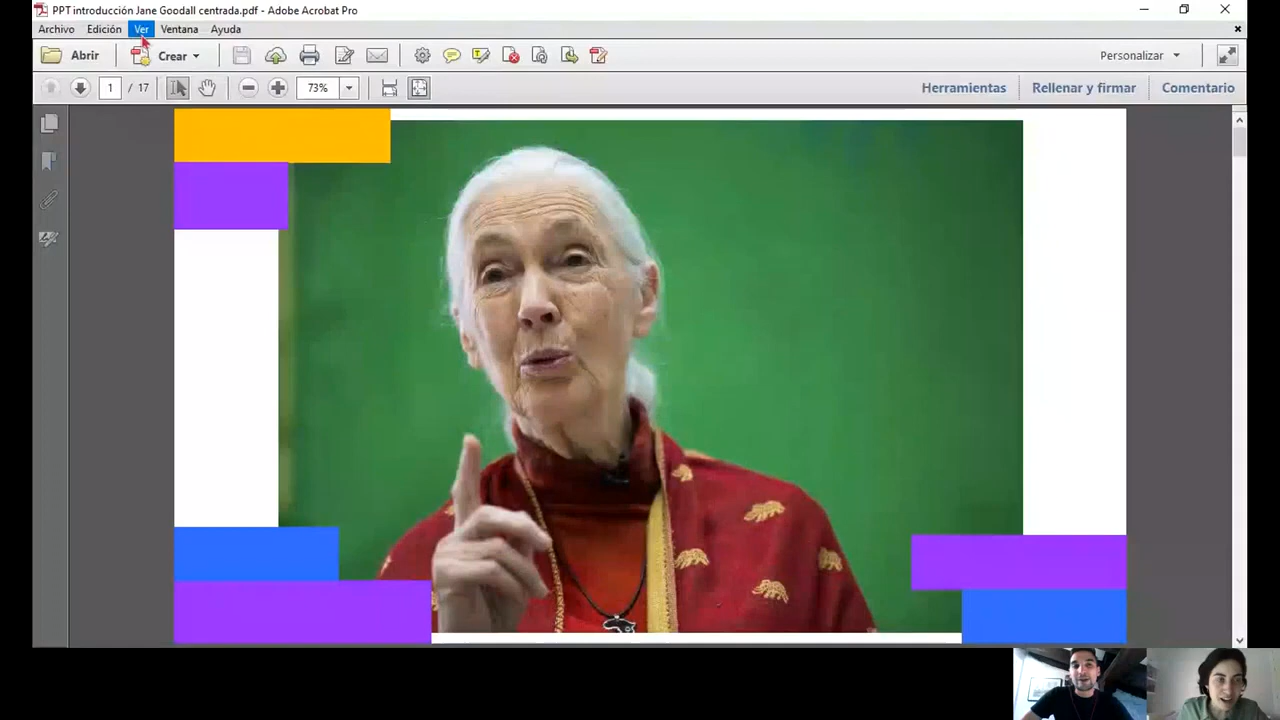 PPT introducción Jane Goodall centrada.pdf - Adobe Acrobat Pro
Archivo Edición Ver Ventana Ayuda
Abrir Crear Personalizar
1 / 17 73% Herramientas Rellenar y firmar Comentario